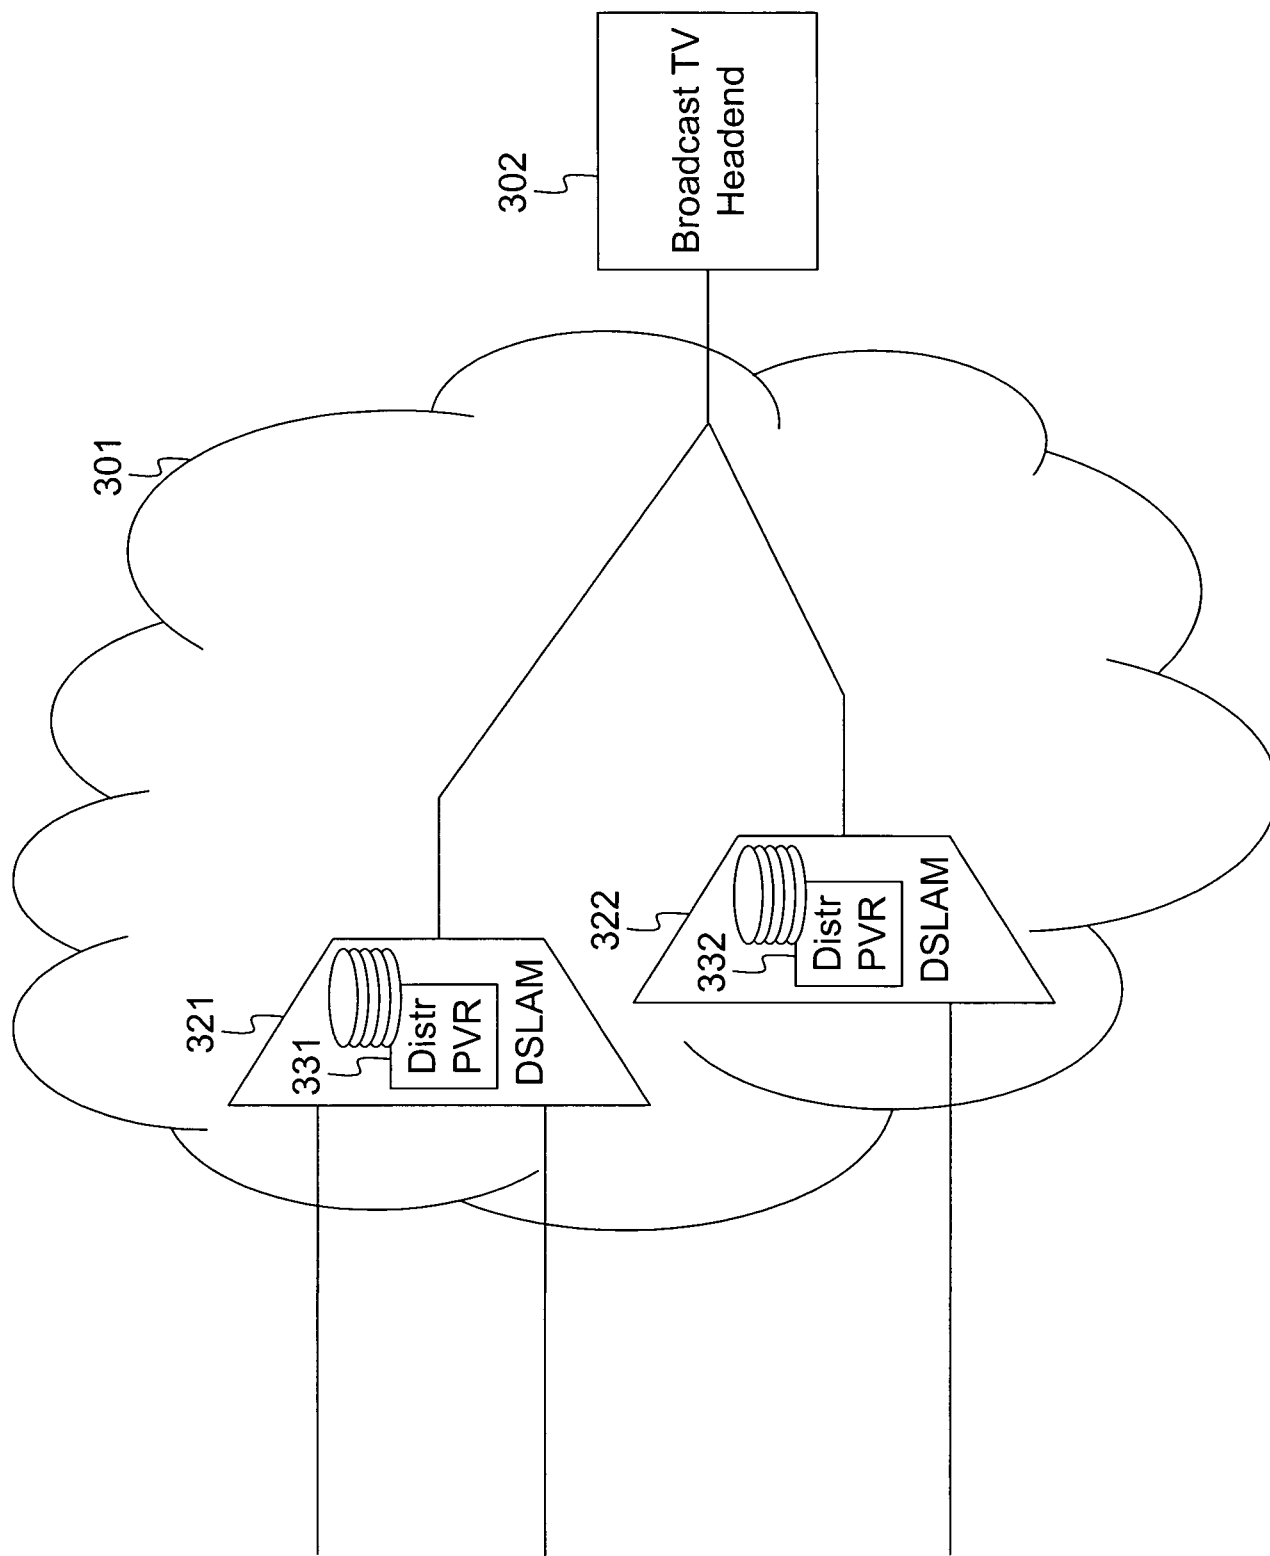 301
302
Broadcast TV
Headend
321
331
Distr
PVR
DSLAM
322
332
Distr
PVR
DSLAM